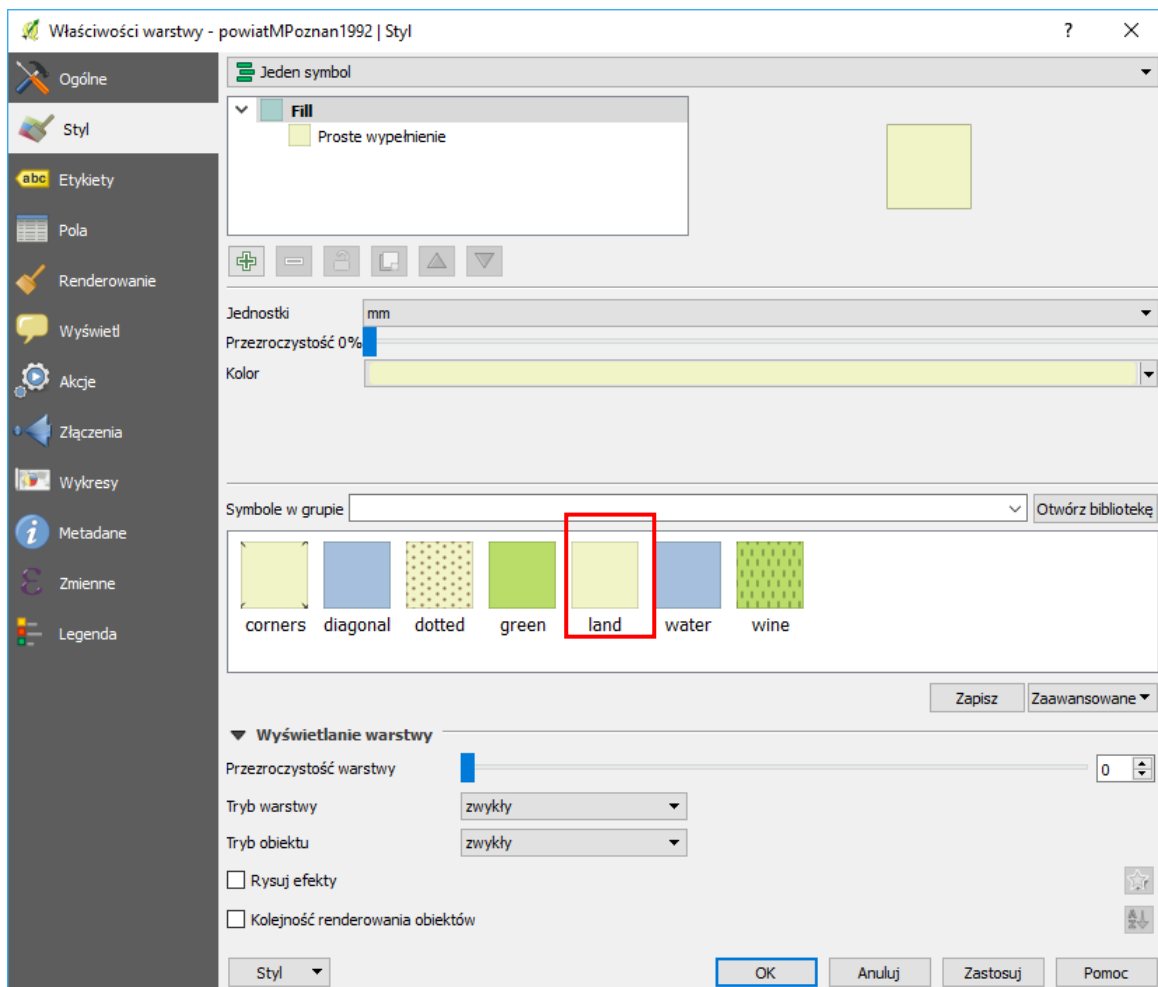 Właściwości warstwy - powiatMPoznan1992 | Styl
?
Ogólne
Styl
abc Etykiety
Pola
Renderowanie
Wyświetl
Akcje
Złączenia
Wykresy
Metadane
Zmienne
Legenda
Jeden symbol
Fill
Proste wypełnienie
Jednostki mm
Przezroczystość 0%
Kolor
Symbole w grupie Otwórz bibliotekę
corners diagonal dotted green land water wine
Zapisz Zaawansowane
Wyświetlanie warstwy
Przezroczystość warstwy 0
Tryb warstwy zwykły
Tryb obiektu zwykły
Rysuj efekty
Kolejność renderowania obiektów
Styl OK Anuluj Zastosuj Pomoc